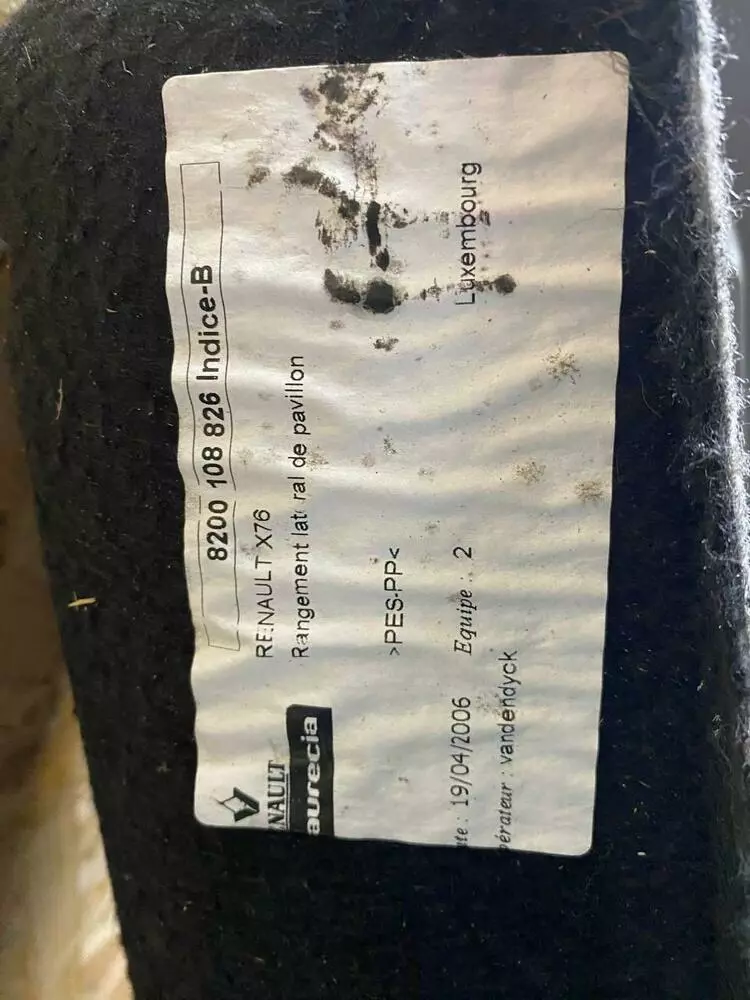 8200 108 826 Indice-B
RENAULT X76
Rangement lat ral de pavillon
NAULT
aurecia
>PES-PP<
te : 19/04/2006 Equipe : 2 Luxembourg
pérateur : vandendyck